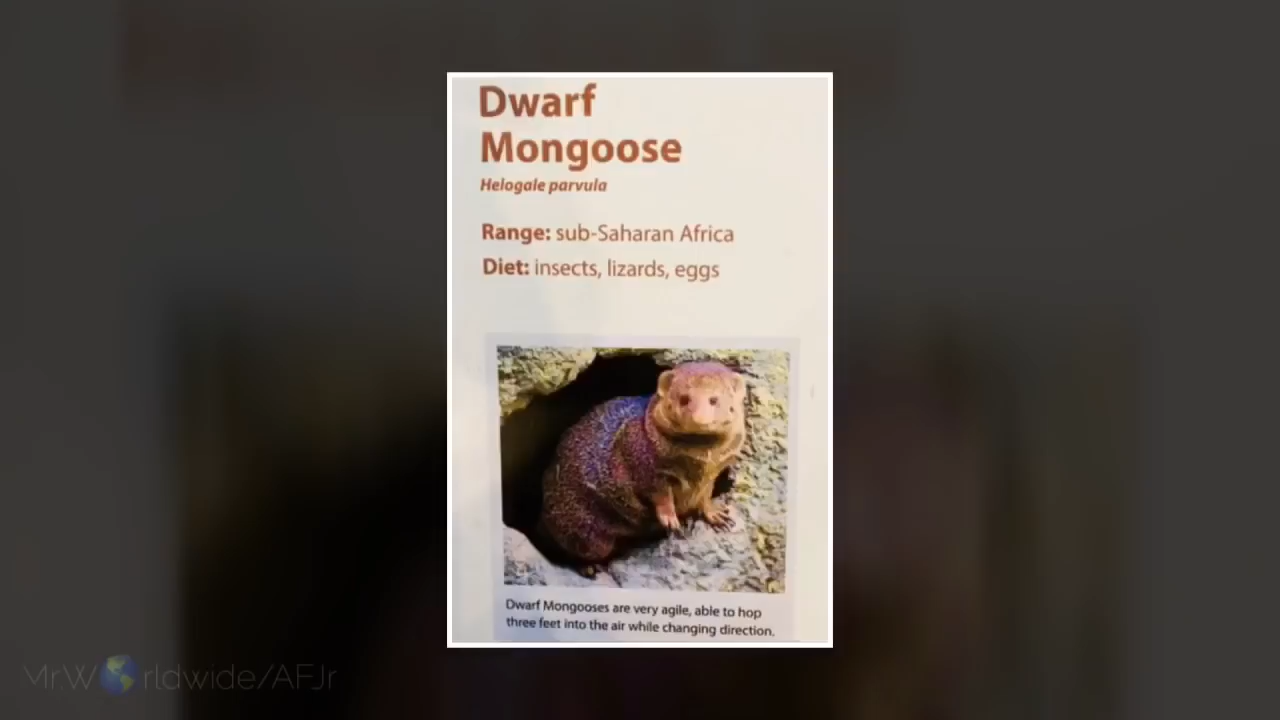 Dwarf
Mongoose
Helogale parvula
Range: sub-Saharan Africa
Diet: insects, lizards, eggs
Dwarf Mongooses are very agile, able to hop
three feet into the air while changing direction.
Mr.W rldwide/AFJr